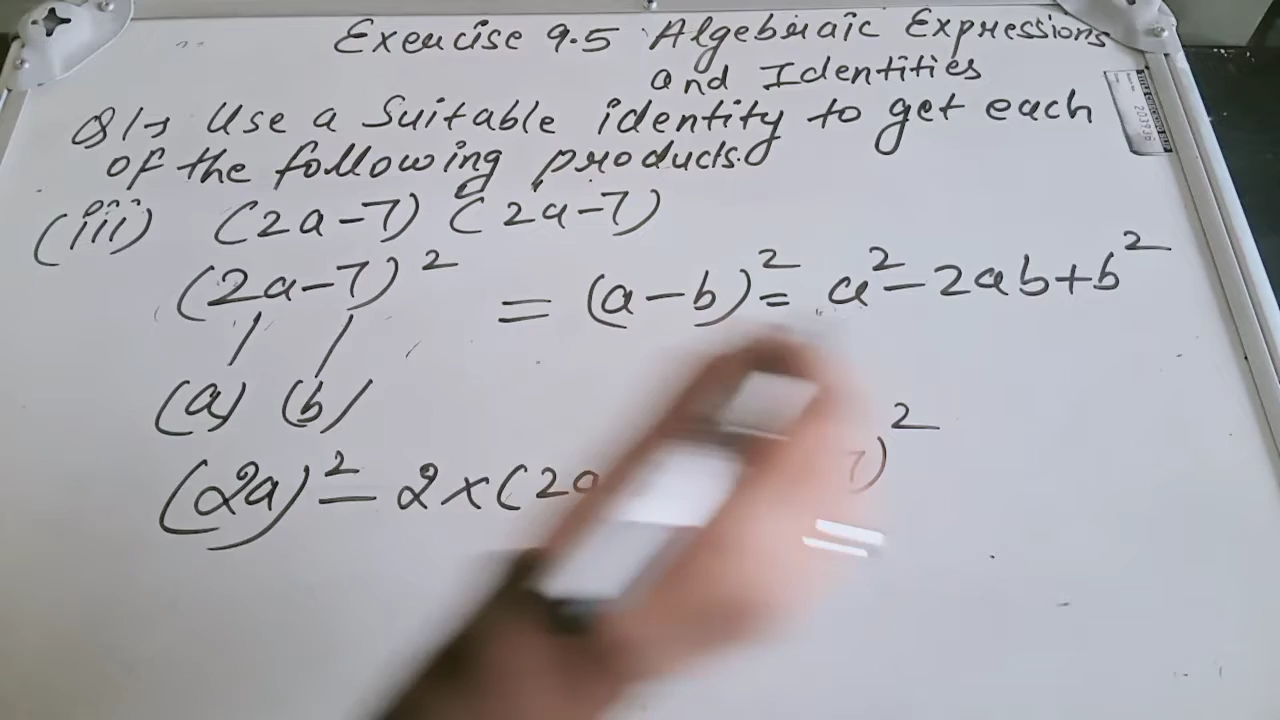 Exercise 9.5 Algebraic Expressions
and Identities
Q1→ Use a Suitable identity to get each
of the following products.
(iii) (2a-7) (2a-7)
(2a-7)² = (a-b)² = a²-2ab+b²
(a) (b)
(2a)² - 2×(2a )²